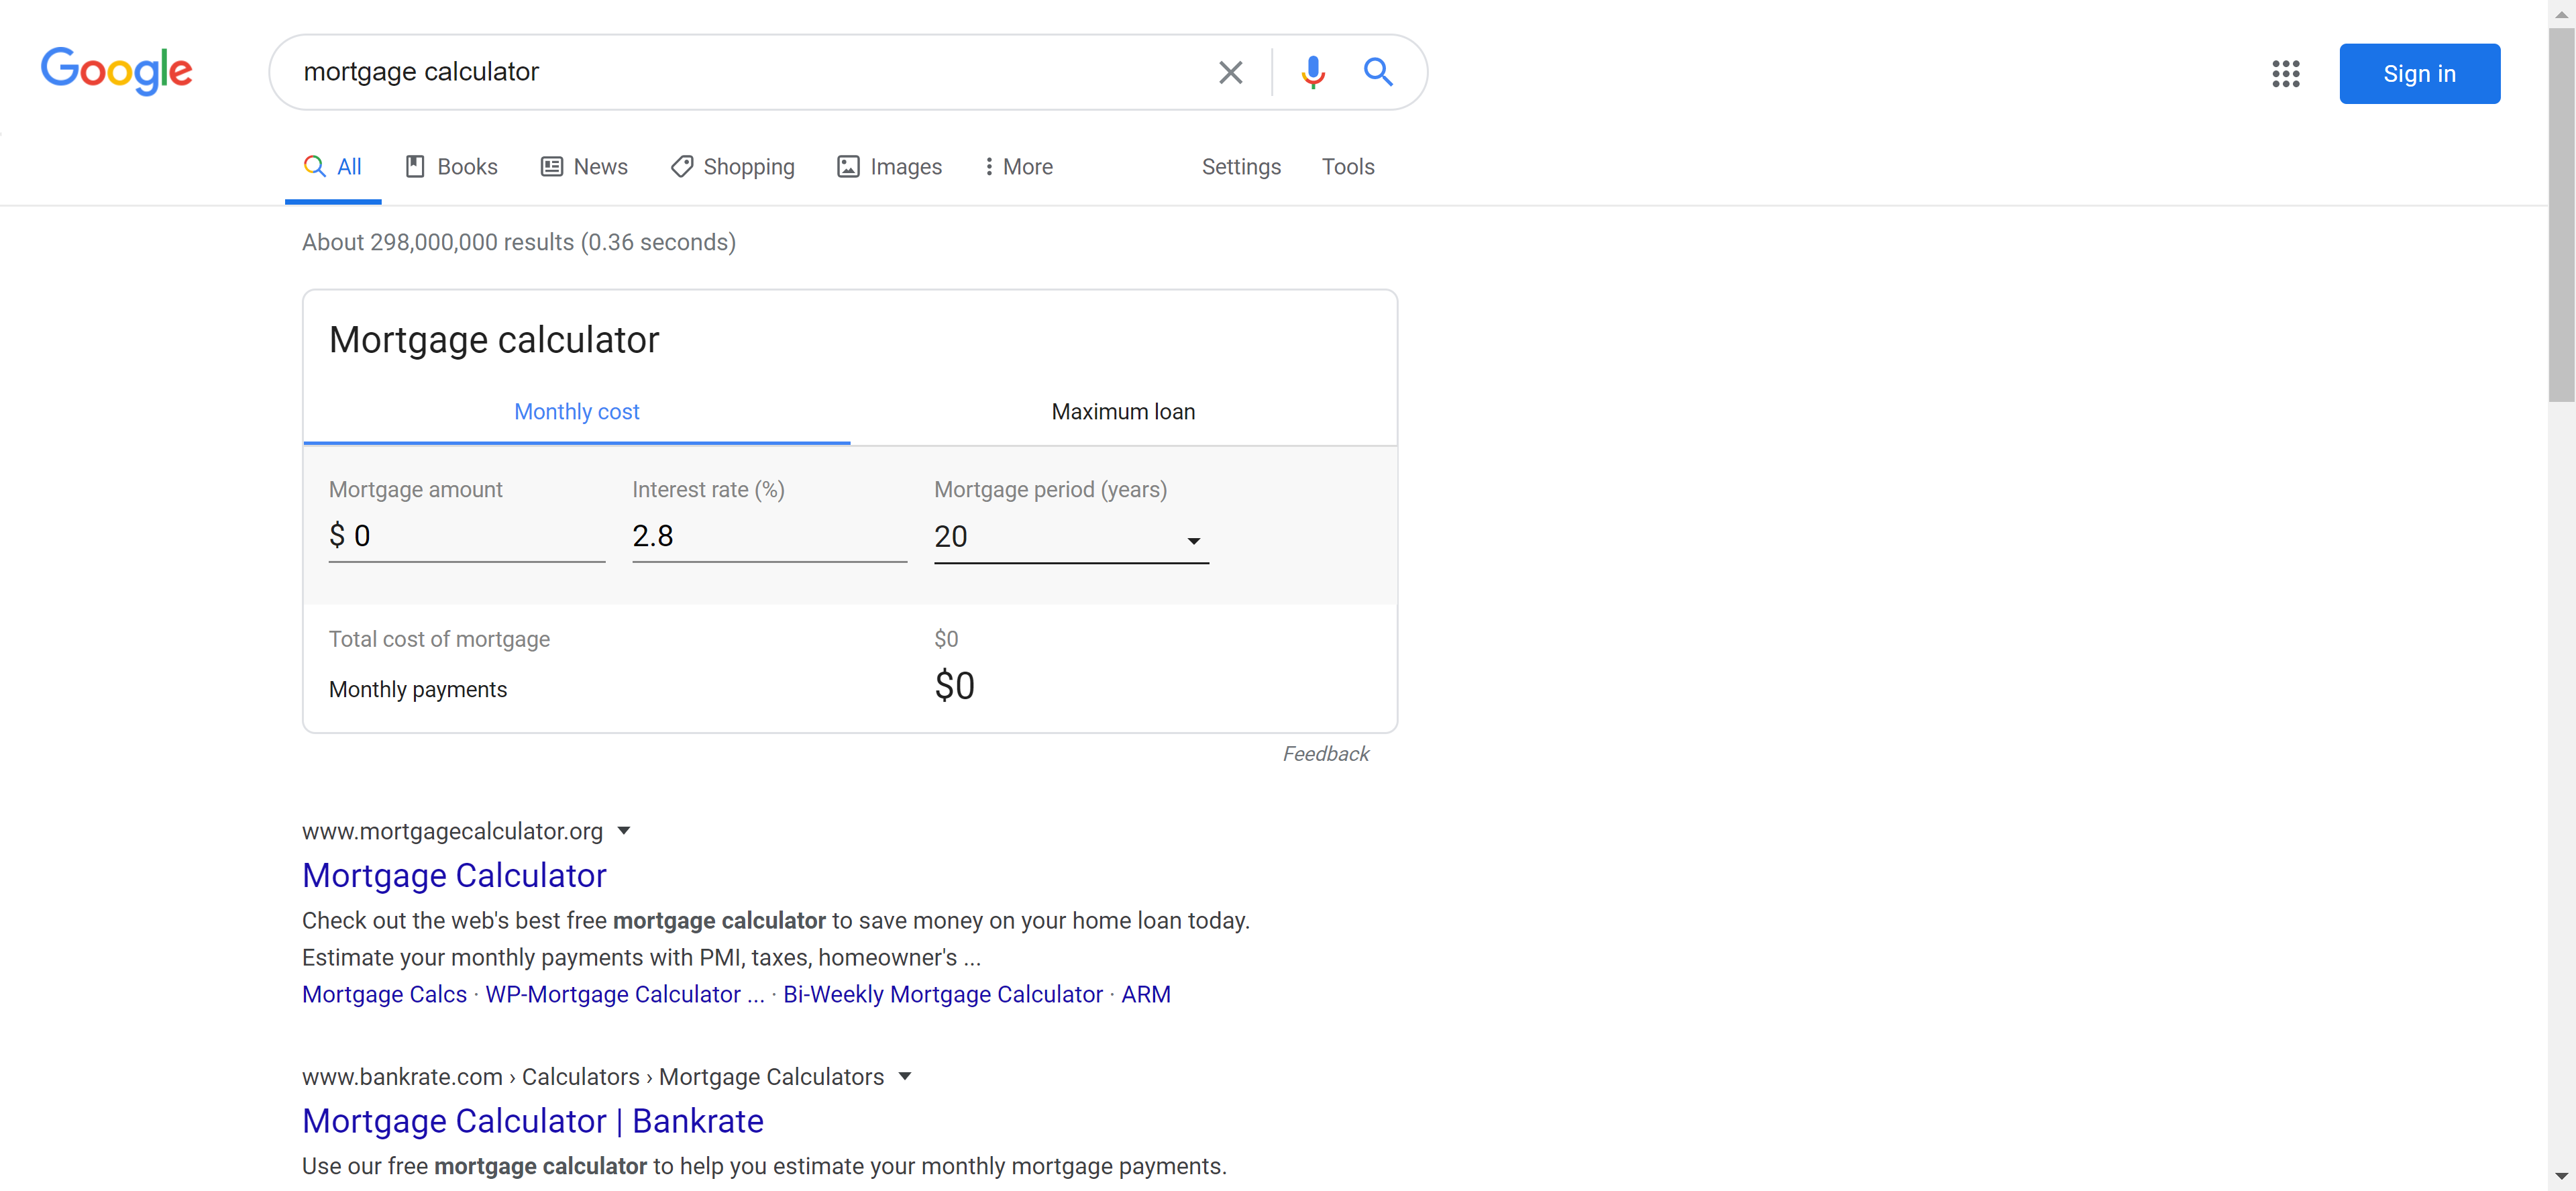 Google
mortgage calculator
Sign in
All
Books
News
Shopping
Images
More
Settings
Tools
About 298,000,000 results (0.36 seconds)
Mortgage calculator
Monthly cost
Maximum loan
Mortgage amount
Interest rate (%)
Mortgage period (years)
$ 0
2.8
20
Total cost of mortgage
$0
Monthly payments
$0
Feedback
www.mortgagecalculator.org
Mortgage Calculator
Check out the web's best free mortgage calculator to save money on your home loan today.
Estimate your monthly payments with PMI, taxes, homeowner's ...
Mortgage Calcs · WP-Mortgage Calculator ... · Bi-Weekly Mortgage Calculator · ARM
www.bankrate.com › Calculators › Mortgage Calculators
Mortgage Calculator | Bankrate
Use our free mortgage calculator to help you estimate your monthly mortgage payments.